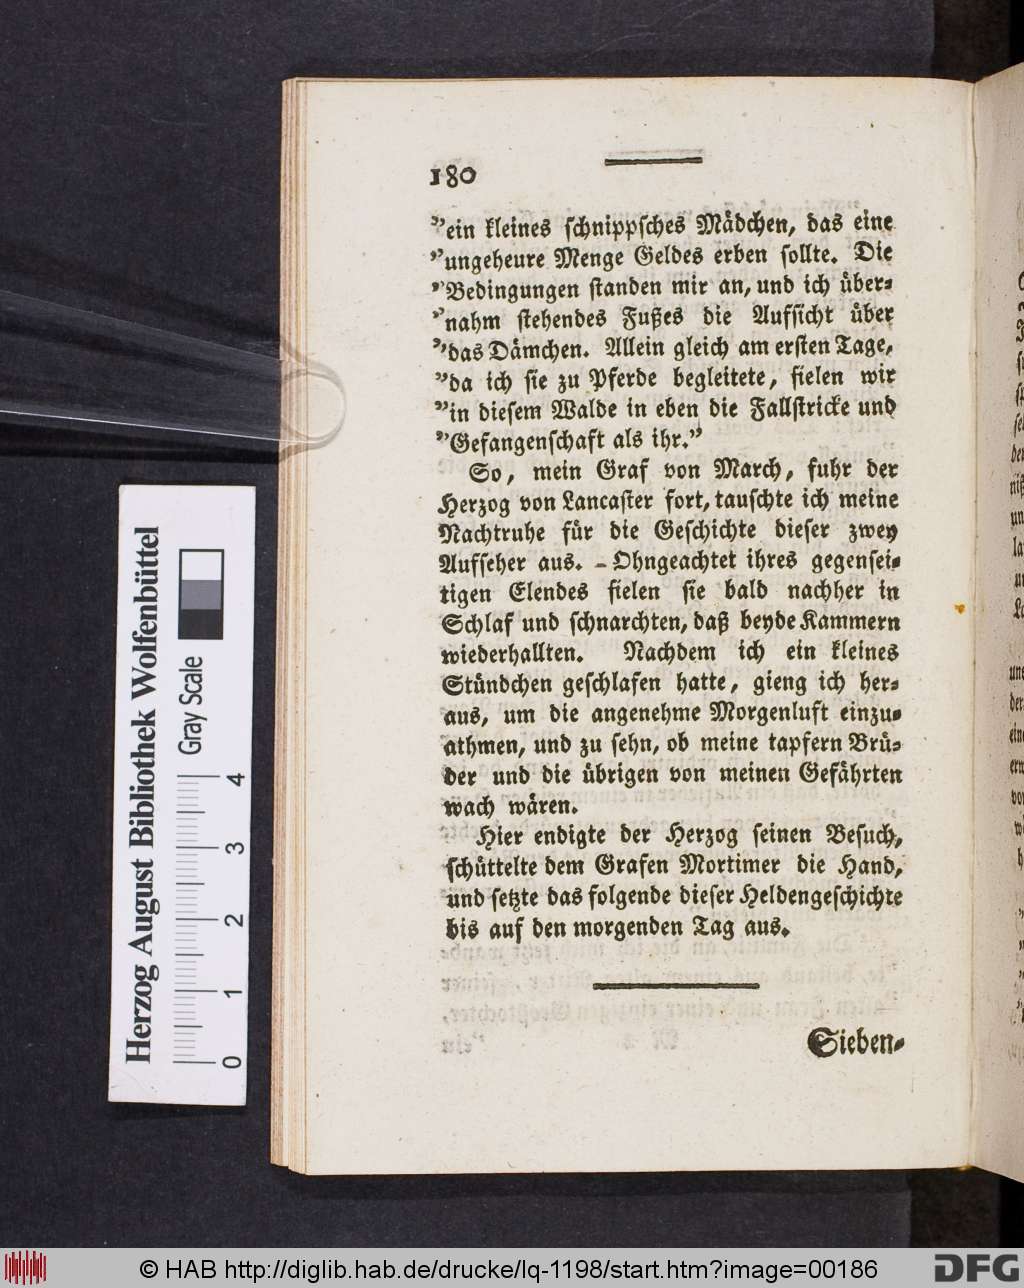 180
"ein kleines schnippsches Mädchen, das eine
"ungeheure Menge Geldes erben sollte. Die
"Bedingungen standen mir an, und ich über-
"nahm stehendes Fußes die Aufsicht über
"das Dämchen. Allein gleich am ersten Tage,
"da ich sie zu Pferde begleitete, fielen wir
"in diesem Walde in eben die Fallstricke und
"Gefangenschaft als ihr."
So, mein Graf von March, fuhr der
Herzog von Lancaster fort, tauschte ich meine
Nachtruhe für die Geschichte dieser zwey
Aufseher aus. – Ohngeachtet ihres gegensei-
tigen Elendes fielen sie bald nachher in
Schlaf und schnarchten, daß beyde Kammern
wiederhallten. Nachdem ich ein kleines
Stündchen geschlafen hatte, gieng ich her-
aus, um die angenehme Morgenluft einzu-
athmen, und zu sehn, ob meine tapfern Brü-
der und die übrigen von meinen Gefährten
wach wären.
Hier endigte der Herzog seinen Besuch,
schüttelte dem Grafen Mortimer die Hand,
und setzte das folgende dieser Heldengeschichte
bis auf den morgenden Tag aus.
Sieben-
Herzog August Bibliothek Wolfenbüttel
Gray Scale
0 1 2 3 4
© HAB http://diglib.hab.de/drucke/lq-1198/start.htm?image=00186
DFG